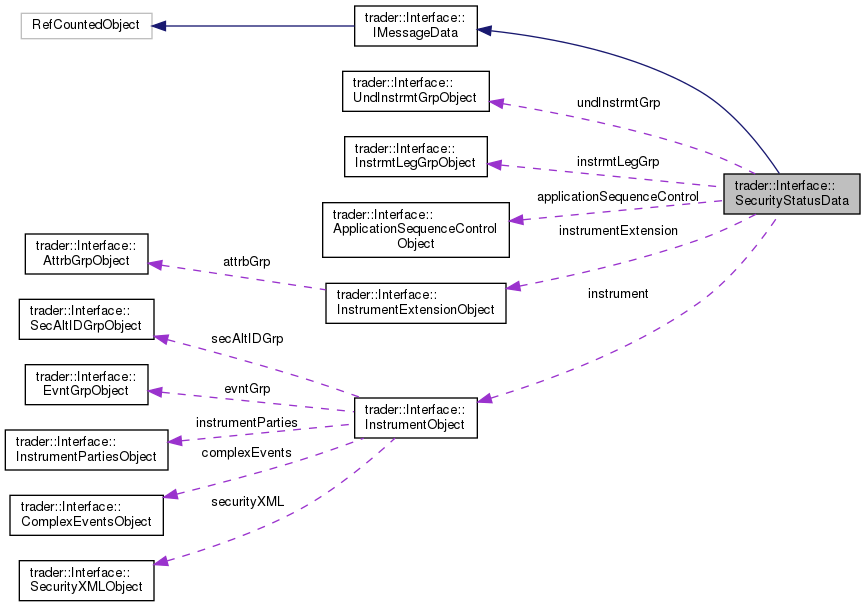 RefCountedObject
trader::Interface::
IMessageData
trader::Interface::
UndInstrmtGrpObject
undInstrmtGrp
trader::Interface::
InstrmtLegGrpObject
instrmtLegGrp
trader::Interface::
SecurityStatusData
trader::Interface::
ApplicationSequenceControl
Object
applicationSequenceControl
instrumentExtension
trader::Interface::
AttrbGrpObject
attrbGrp
trader::Interface::
InstrumentExtensionObject
instrument
trader::Interface::
SecAltIDGrpObject
secAltIDGrp
trader::Interface::
EvntGrpObject
evntGrp
trader::Interface::
InstrumentObject
trader::Interface::
InstrumentPartiesObject
instrumentParties
complexEvents
trader::Interface::
ComplexEventsObject
securityXML
trader::Interface::
SecurityXMLObject